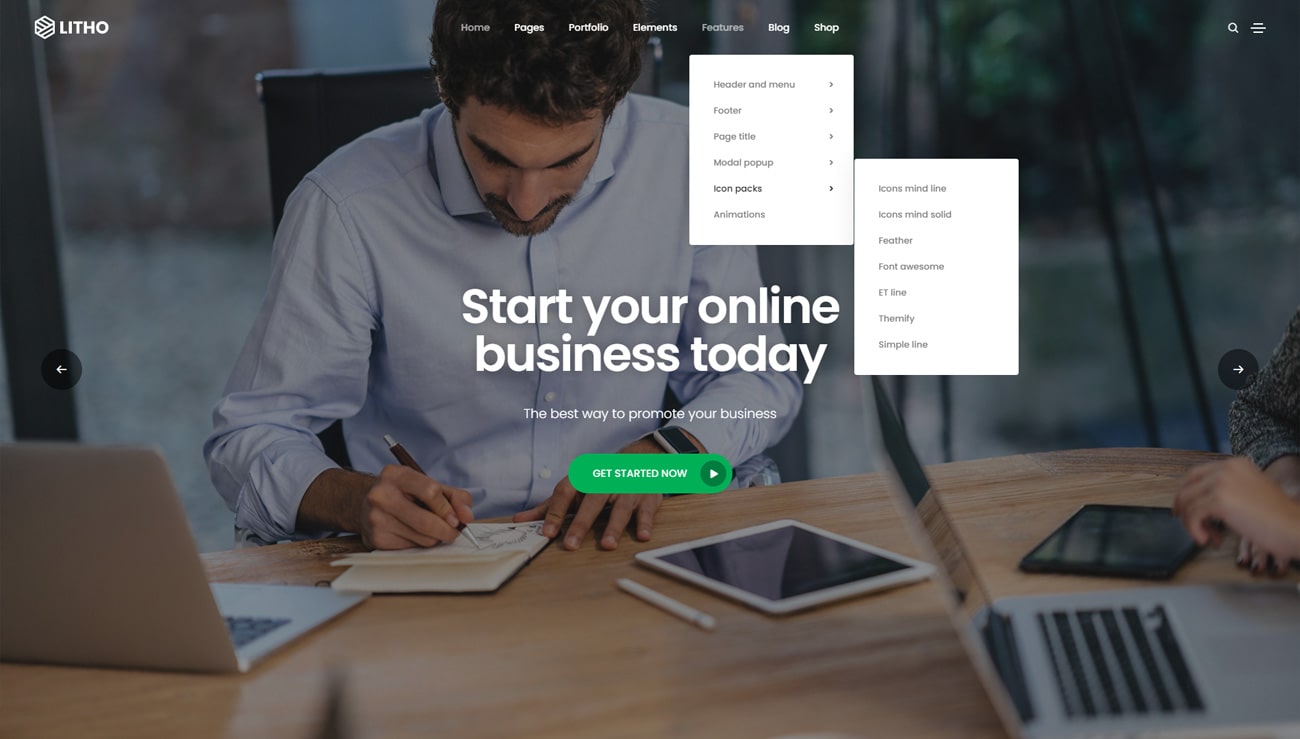 LITHO
Home Pages Portfolio Elements Features Blog Shop
Header and menu
Footer
Page title
Modal popup
Icon packs
Animations
Icons mind line
Icons mind solid
Feather
Font awesome
ET line
Themify
Simple line
Start your online
business today
The best way to promote your business
GET STARTED NOW